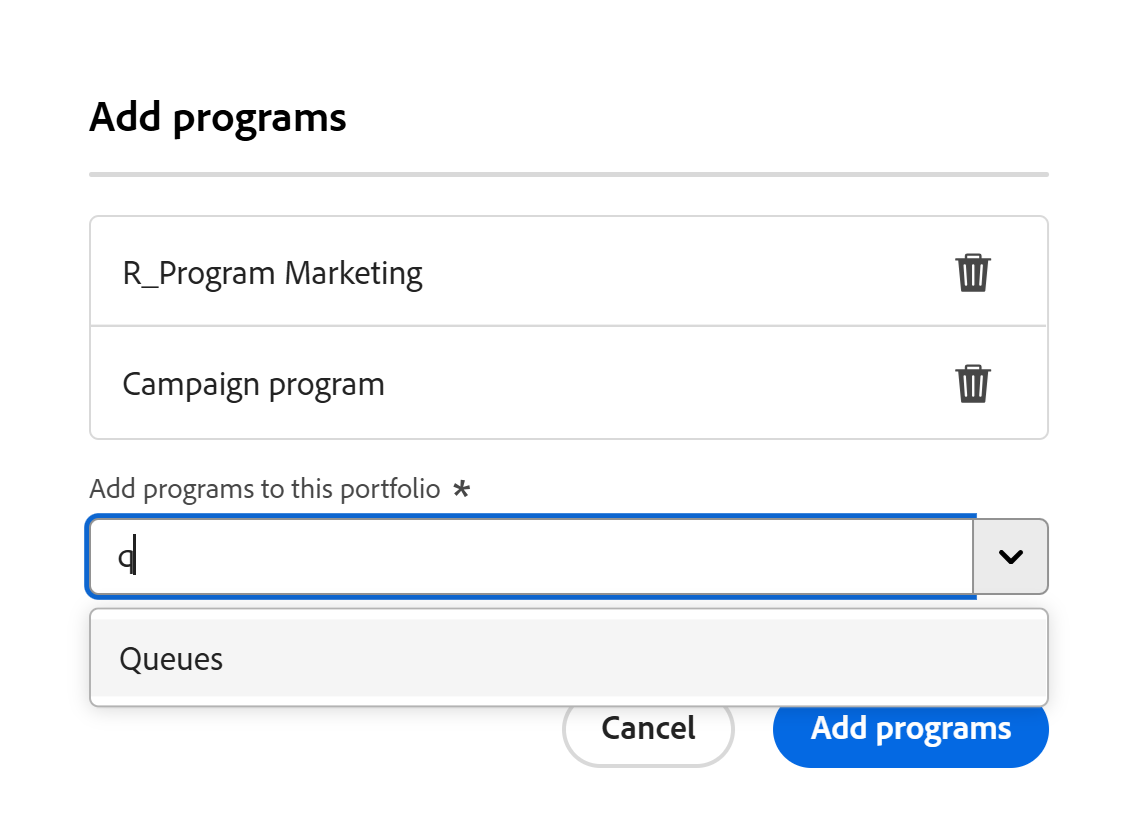 Add programs
R_Program Marketing
Campaign program
Add programs to this portfolio *
q
Queues
Cancel
Add programs